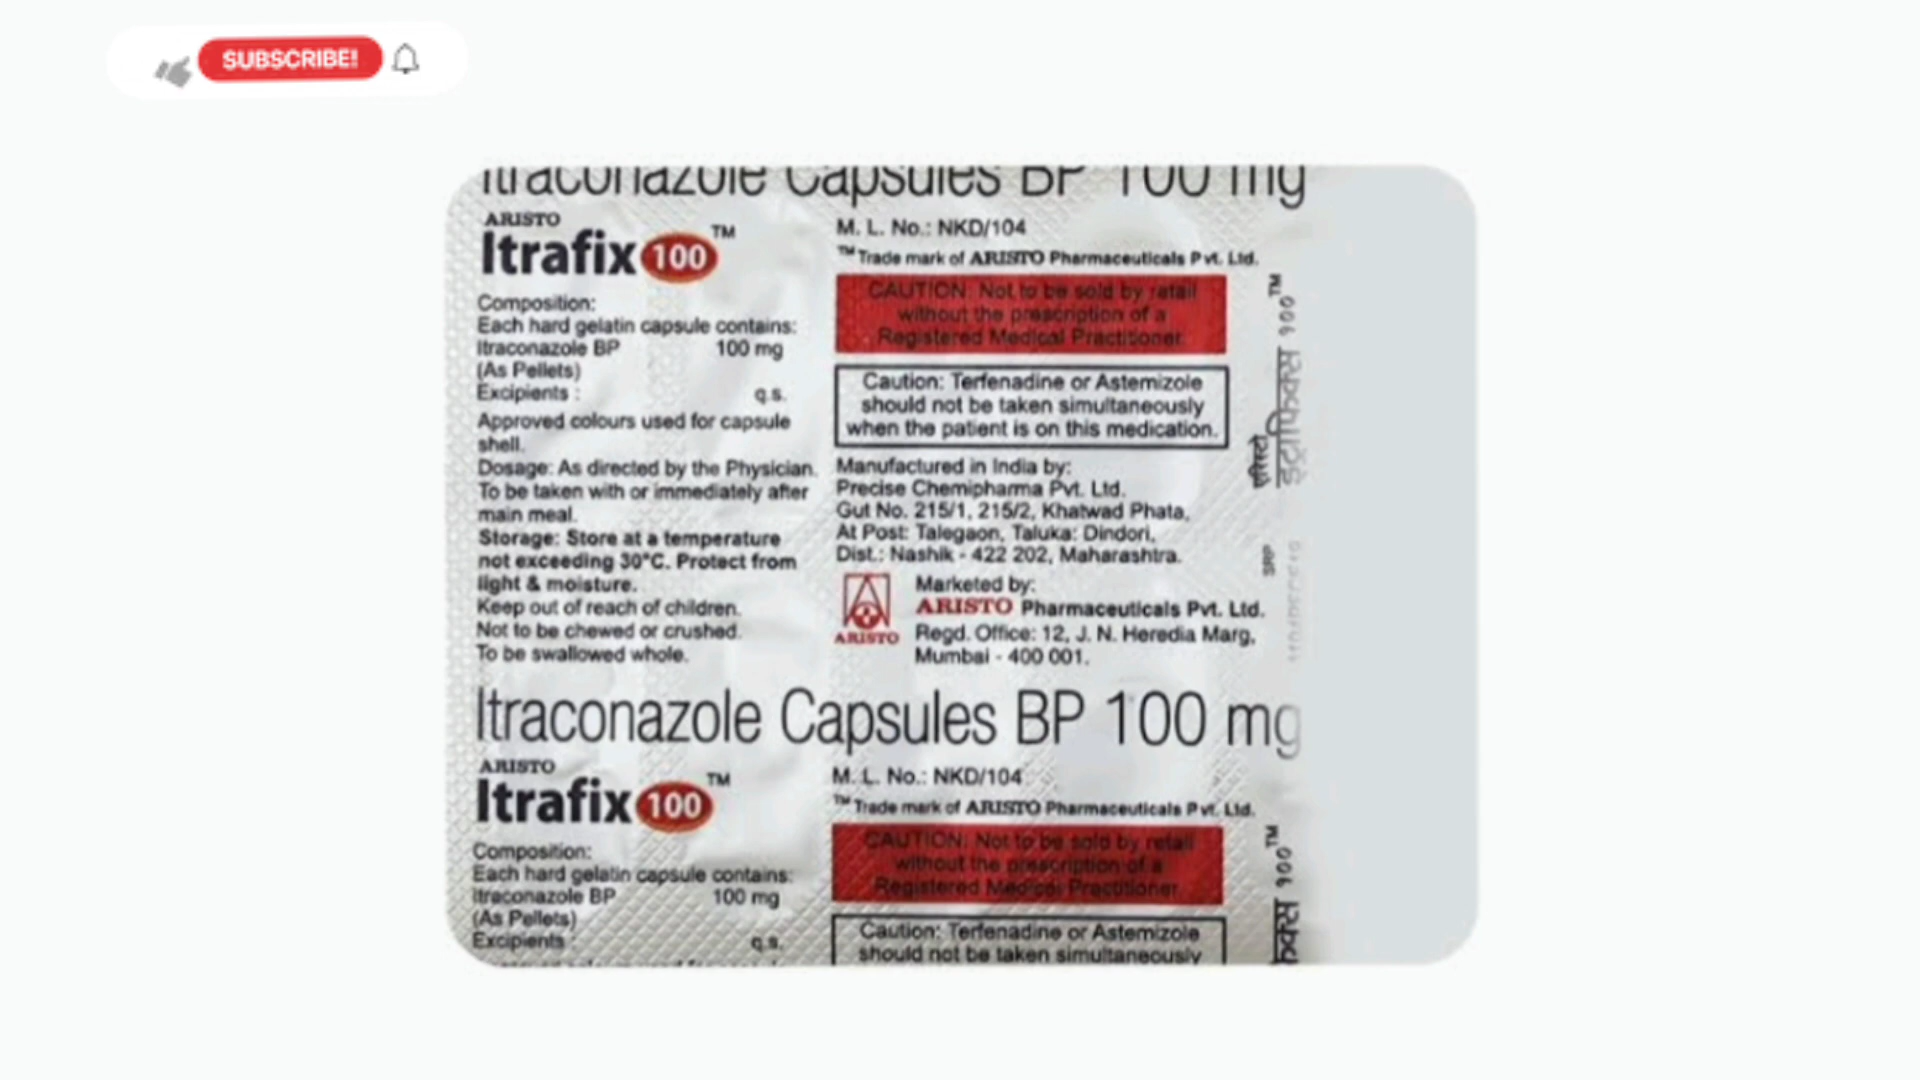 SUBSCRIBE!
Itraconazole Capsules BP 100 mg
ARISTO
Itrafix 100 TM
Composition:
Each hard gelatin capsule contains:
Itraconazole BP 100 mg
(As Pellets)
Excipients : q.s.
Approved colours used for capsule
shell.
Dosage: As directed by the Physician.
To be taken with or immediately after
main meal.
Storage: Store at a temperature
not exceeding 30°C. Protect from
light & moisture.
Keep out of reach of children.
Not to be chewed or crushed.
To be swallowed whole.
M. L. No.: NKD/104
TM Trade mark of ARISTO Pharmaceuticals Pvt. Ltd.
CAUTION: Not to be sold by retail
without the prescription of a
Registered Medical Practitioner.
Caution: Terfenadine or Astemizole
should not be taken simultaneously
when the patient is on this medication.
Manufactured in India by:
Precise Chemipharma Pvt. Ltd.
Gut No. 215/1, 215/2, Khatwad Phata,
At Post: Talegaon, Taluka: Dindori,
Dist.: Nashik - 422 202, Maharashtra.
ARISTO
Marketed by:
ARISTO Pharmaceuticals Pvt. Ltd.
Regd. Office: 12, J. N. Heredia Marg,
Mumbai - 400 001.
एरिस्टो
इट्राफिक्स १००TM
SRP
Itraconazole Capsules BP 100 mg
ARISTO
Itrafix 100 TM
Composition:
Each hard gelatin capsule contains:
Itraconazole BP 100 mg
(As Pellets)
Excipients : q.s.
M. L. No.: NKD/104
TM Trade mark of ARISTO Pharmaceuticals Pvt. Ltd.
CAUTION: Not to be sold by retail
without the prescription of a
Registered Medical Practitioner.
Caution: Terfenadine or Astemizole
should not be taken simultaneously
१००TM